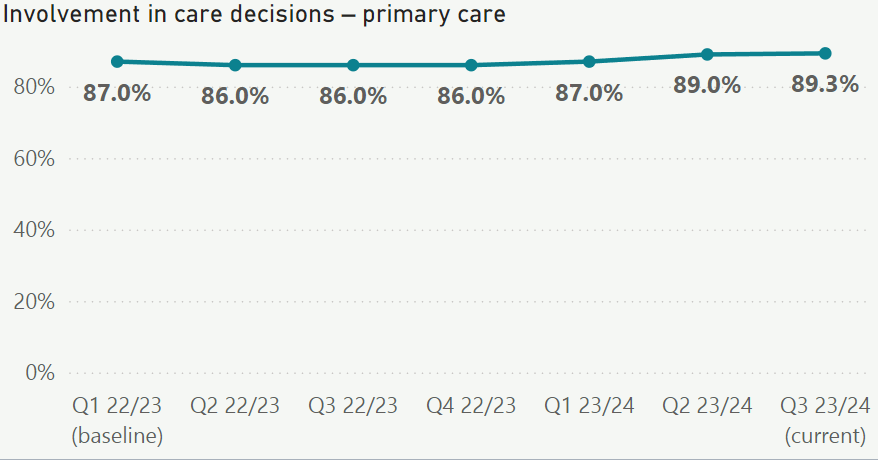 Involvement in care decisions – primary care
80%
60%
40%
20%
0%
87.0%
86.0%
86.0%
86.0%
87.0%
89.0%
89.3%
Q1 22/23
(baseline)
Q2 22/23
Q3 22/23
Q4 22/23
Q1 23/24
Q2 23/24
Q3 23/24
(current)